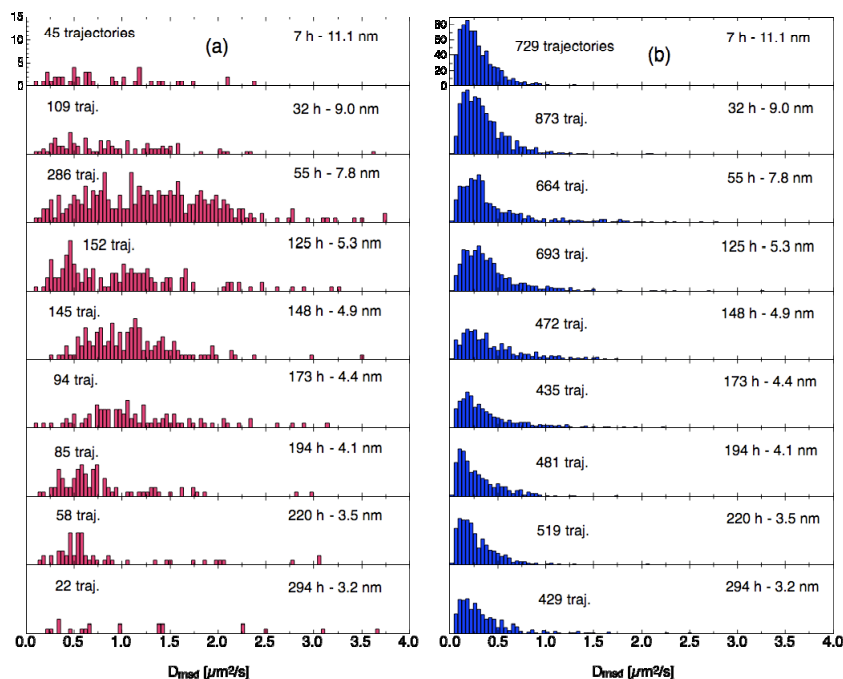 15
10
5
0
45 trajectories
(a)
7 h - 11.1 nm
109 traj.
32 h - 9.0 nm
286 traj.
55 h - 7.8 nm
152 traj.
125 h - 5.3 nm
145 traj.
148 h - 4.9 nm
94 traj.
173 h - 4.4 nm
85 traj.
194 h - 4.1 nm
58 traj.
220 h - 3.5 nm
22 traj.
294 h - 3.2 nm
0.0 0.5 1.0 1.5 2.0 2.5 3.0 3.5 4.0
Dmsd [µm²/s]
80
60
40
20
0
729 trajectories
(b)
7 h - 11.1 nm
873 traj.
32 h - 9.0 nm
664 traj.
55 h - 7.8 nm
693 traj.
125 h - 5.3 nm
472 traj.
148 h - 4.9 nm
435 traj.
173 h - 4.4 nm
481 traj.
194 h - 4.1 nm
519 traj.
220 h - 3.5 nm
429 traj.
294 h - 3.2 nm
0.0 0.5 1.0 1.5 2.0 2.5 3.0 3.5 4.0
Dmsd [µm²/s]